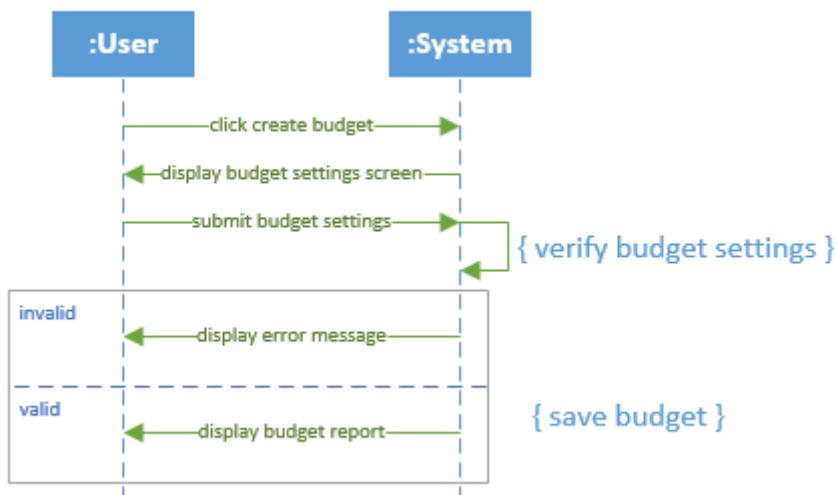 :User
:System
click create budget
display budget settings screen
submit budget settings
{ verify budget settings }
invalid
display error message
valid
{ save budget }
display budget report